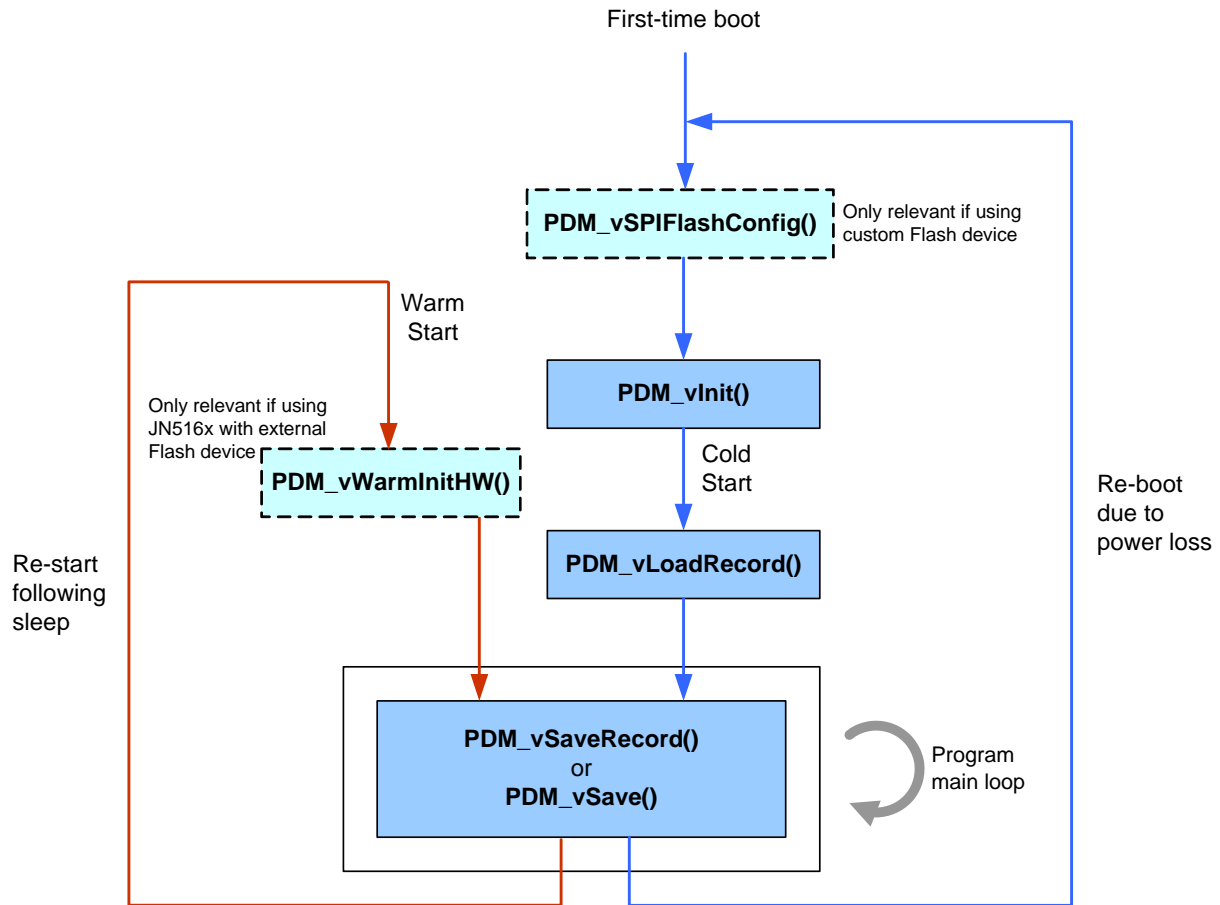 First-time boot
PDM_vSPIFlashConfig()
Only relevant if using
custom Flash device
Warm
Start
PDM_vInit()
Only relevant if using
JN516x with external
Flash device
PDM_vWarmInitHW()
Cold
Start
Re-boot
due to
power loss
PDM_vLoadRecord()
Re-start
following
sleep
PDM_vSaveRecord()
or
PDM_vSave()
Program
main loop